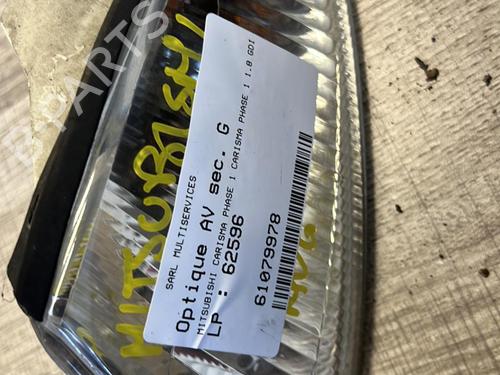 MITSUBISHI
SARL MULTISERVICES
Optique AV sec. G
MITSUBISHI CARISMA PHASE 1 CARISMA PHASE 1 1.8 GDI
LP : 62596
61079978
AVG
PARTS